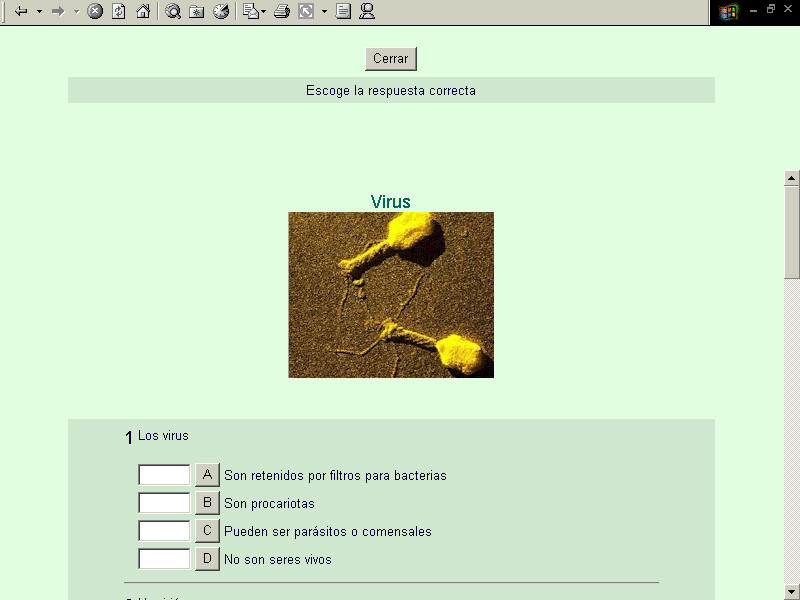 Cerrar
Escoge la respuesta correcta
Virus
1 Los virus
A Son retenidos por filtros para bacterias
B Son procariotas
C Pueden ser parásitos o comensales
D No son seres vivos